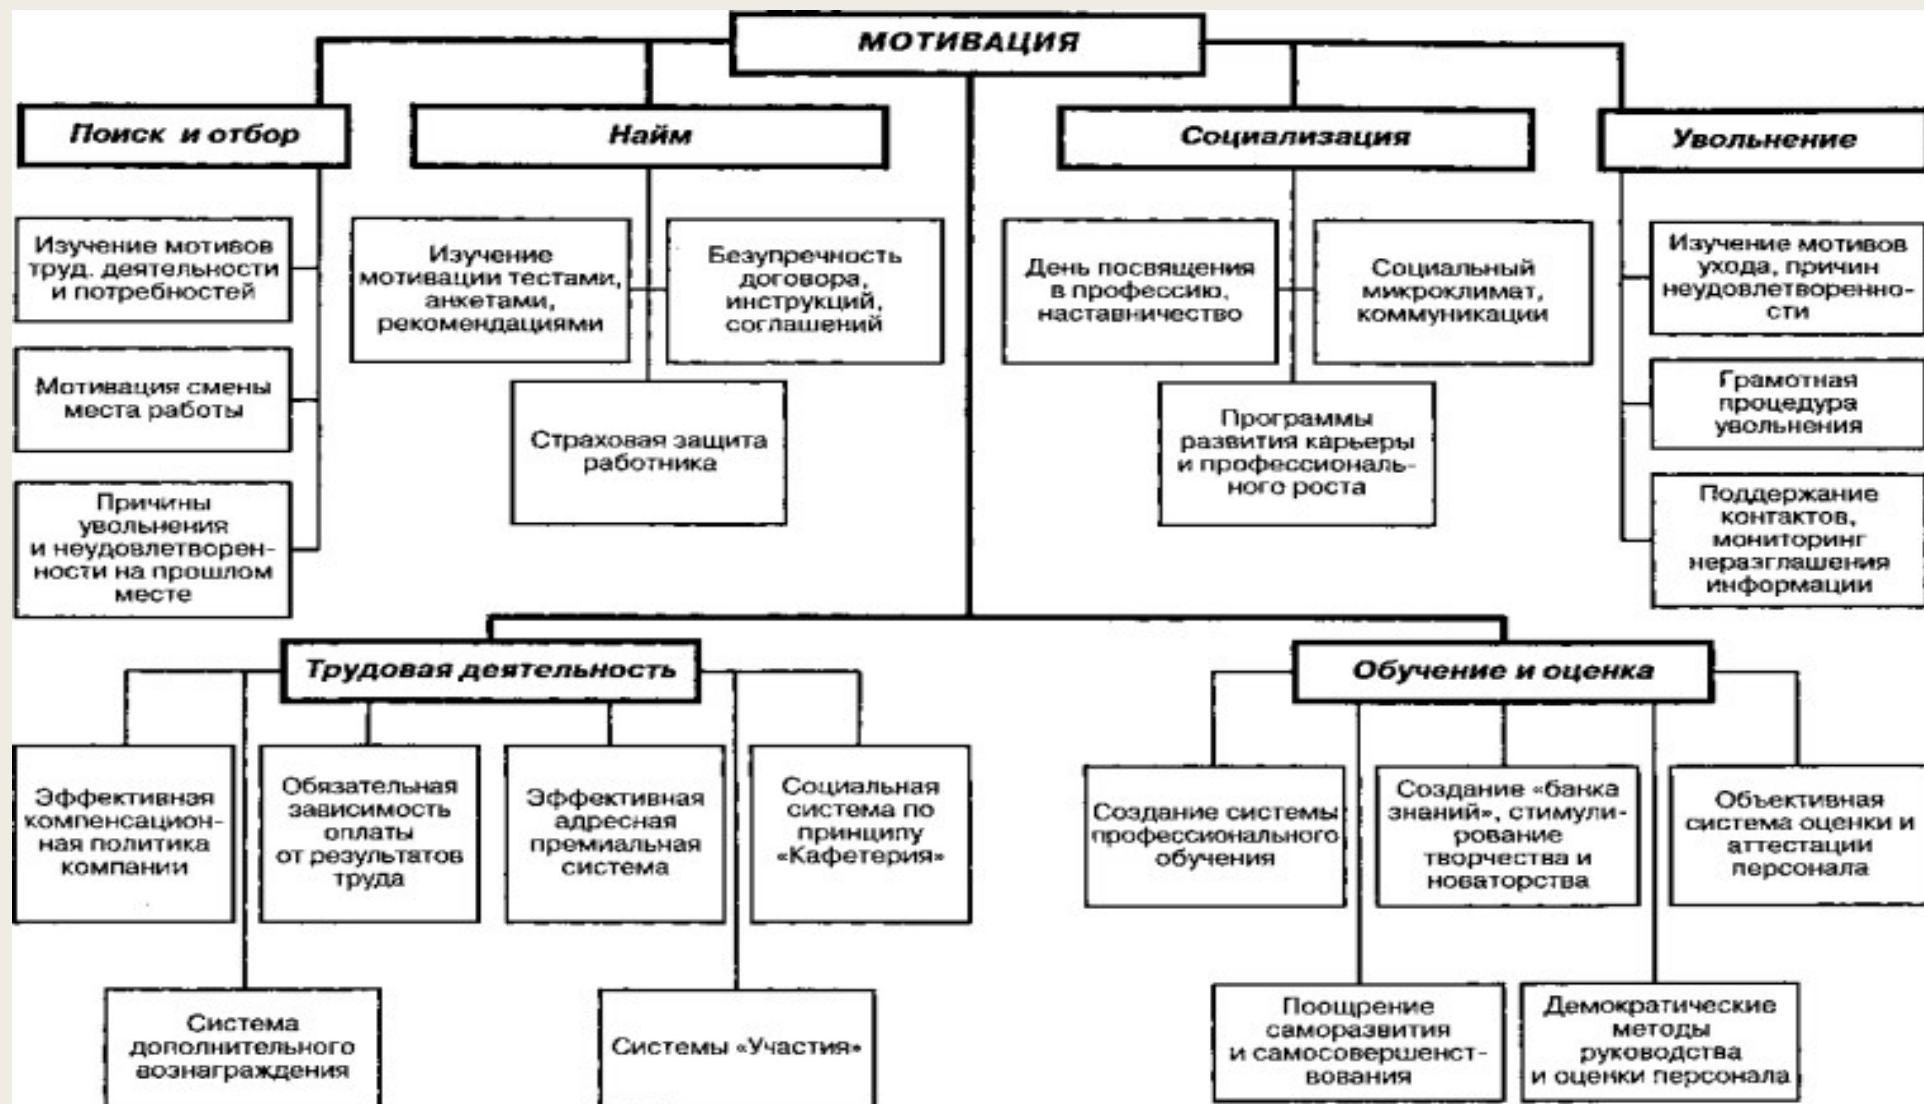 МОТИВАЦИЯ
Поиск и отбор
Найм
Социализация
Увольнение
Изучение мотивов
труд. деятельности
и потребностей
Мотивация смены
места работы
Причины
увольнения
и неудовлетворен-
ности на прошлом
месте
Изучение
мотивации тестами,
анкетами,
рекомендациями
Безупречность
договора,
инструкций,
соглашений
Страховая защита
работника
День посвящения
в профессию,
наставничество
Социальный
микроклимат,
коммуникации
Программы
развития карьеры
и профессиональ-
ного роста
Изучение мотивов
ухода, причин
неудовлетворенно-
сти
Грамотная
процедура
увольнения
Поддержание
контактов,
мониторинг
неразглашения
информации
Трудовая деятельность
Обучение и оценка
Эффективная
компенсацион-
ная политика
компании
Обязательная
зависимость
оплаты
от результатов
труда
Эффективная
адресная
премиальная
система
Социальная
система по
принципу
«Кафетерия»
Система
дополнительного
вознаграждения
Системы «Участия»
Создание системы
профессионального
обучения
Создание «банка
знаний», стимули-
рование
творчества и
новаторства
Объективная
система оценки и
аттестации
персонала
Поощрение
саморазвития
и самосовершенст-
вования
Демократические
методы
руководства
и оценки персонала